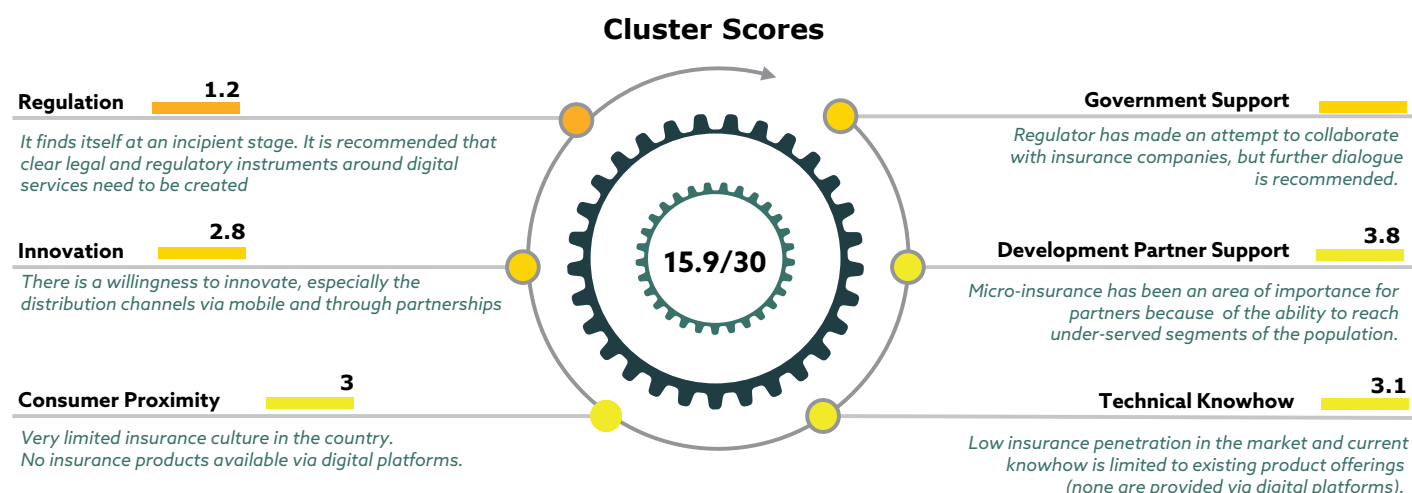 Cluster Scores
Regulation
1.2
It finds itself at an incipient stage. It is recommended that
clear legal and regulatory instruments around digital
services need to be created
Innovation
2.8
There is a willingness to innovate, especially the
distribution channels via mobile and through partnerships
Consumer Proximity
3
Very limited insurance culture in the country.
No insurance products available via digital platforms.
15.9/30
Government Support
Regulator has made an attempt to collaborate
with insurance companies, but further dialogue
is recommended.
Development Partner Support
3.8
Micro-insurance has been an area of importance for
partners because of the ability to reach
under-served segments of the population.
Technical Knowhow
3.1
Low insurance penetration in the market and current
knowhow is limited to existing product offerings
(none are provided via digital platforms).